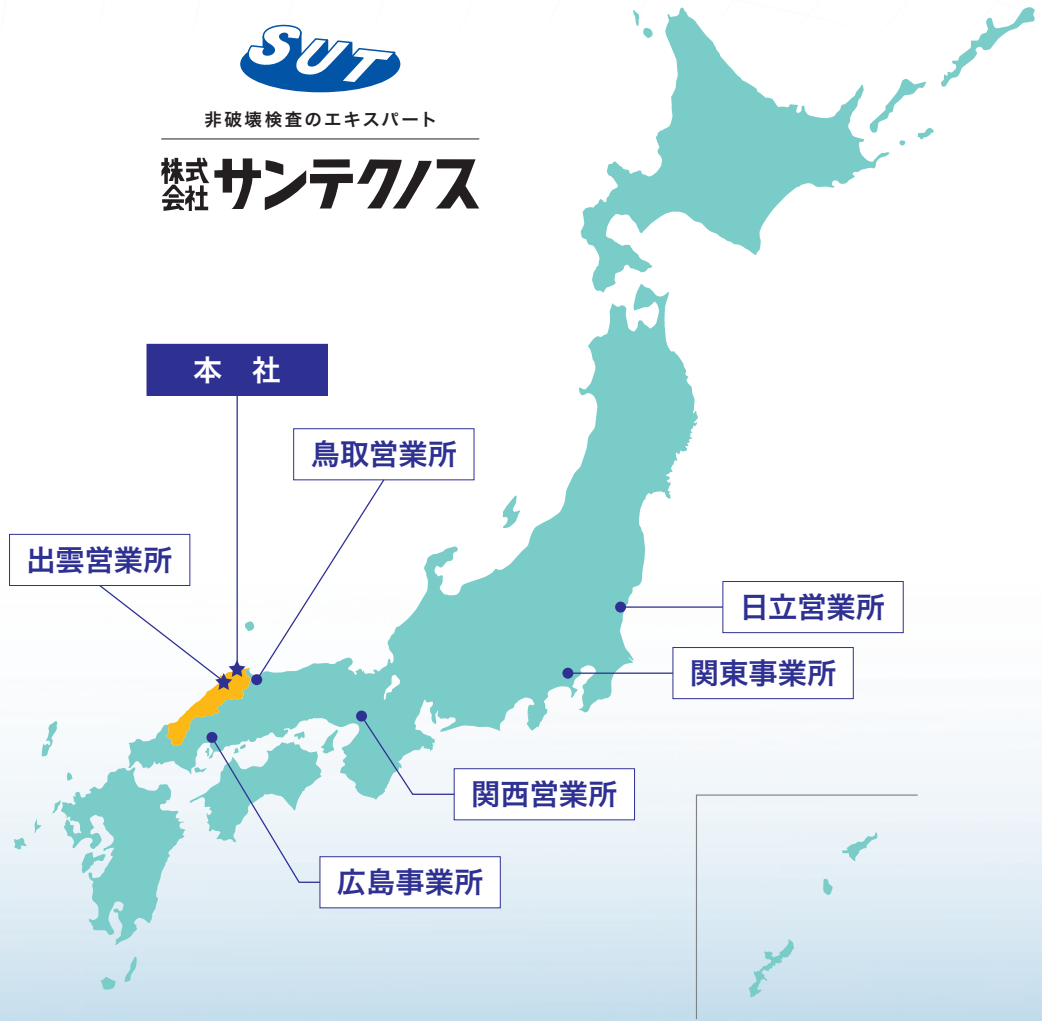 SUT
非破壊検査のエキスパート
株式会社サンテクノス
本 社
鳥取営業所
出雲営業所
日立営業所
関東事業所
関西営業所
広島事業所